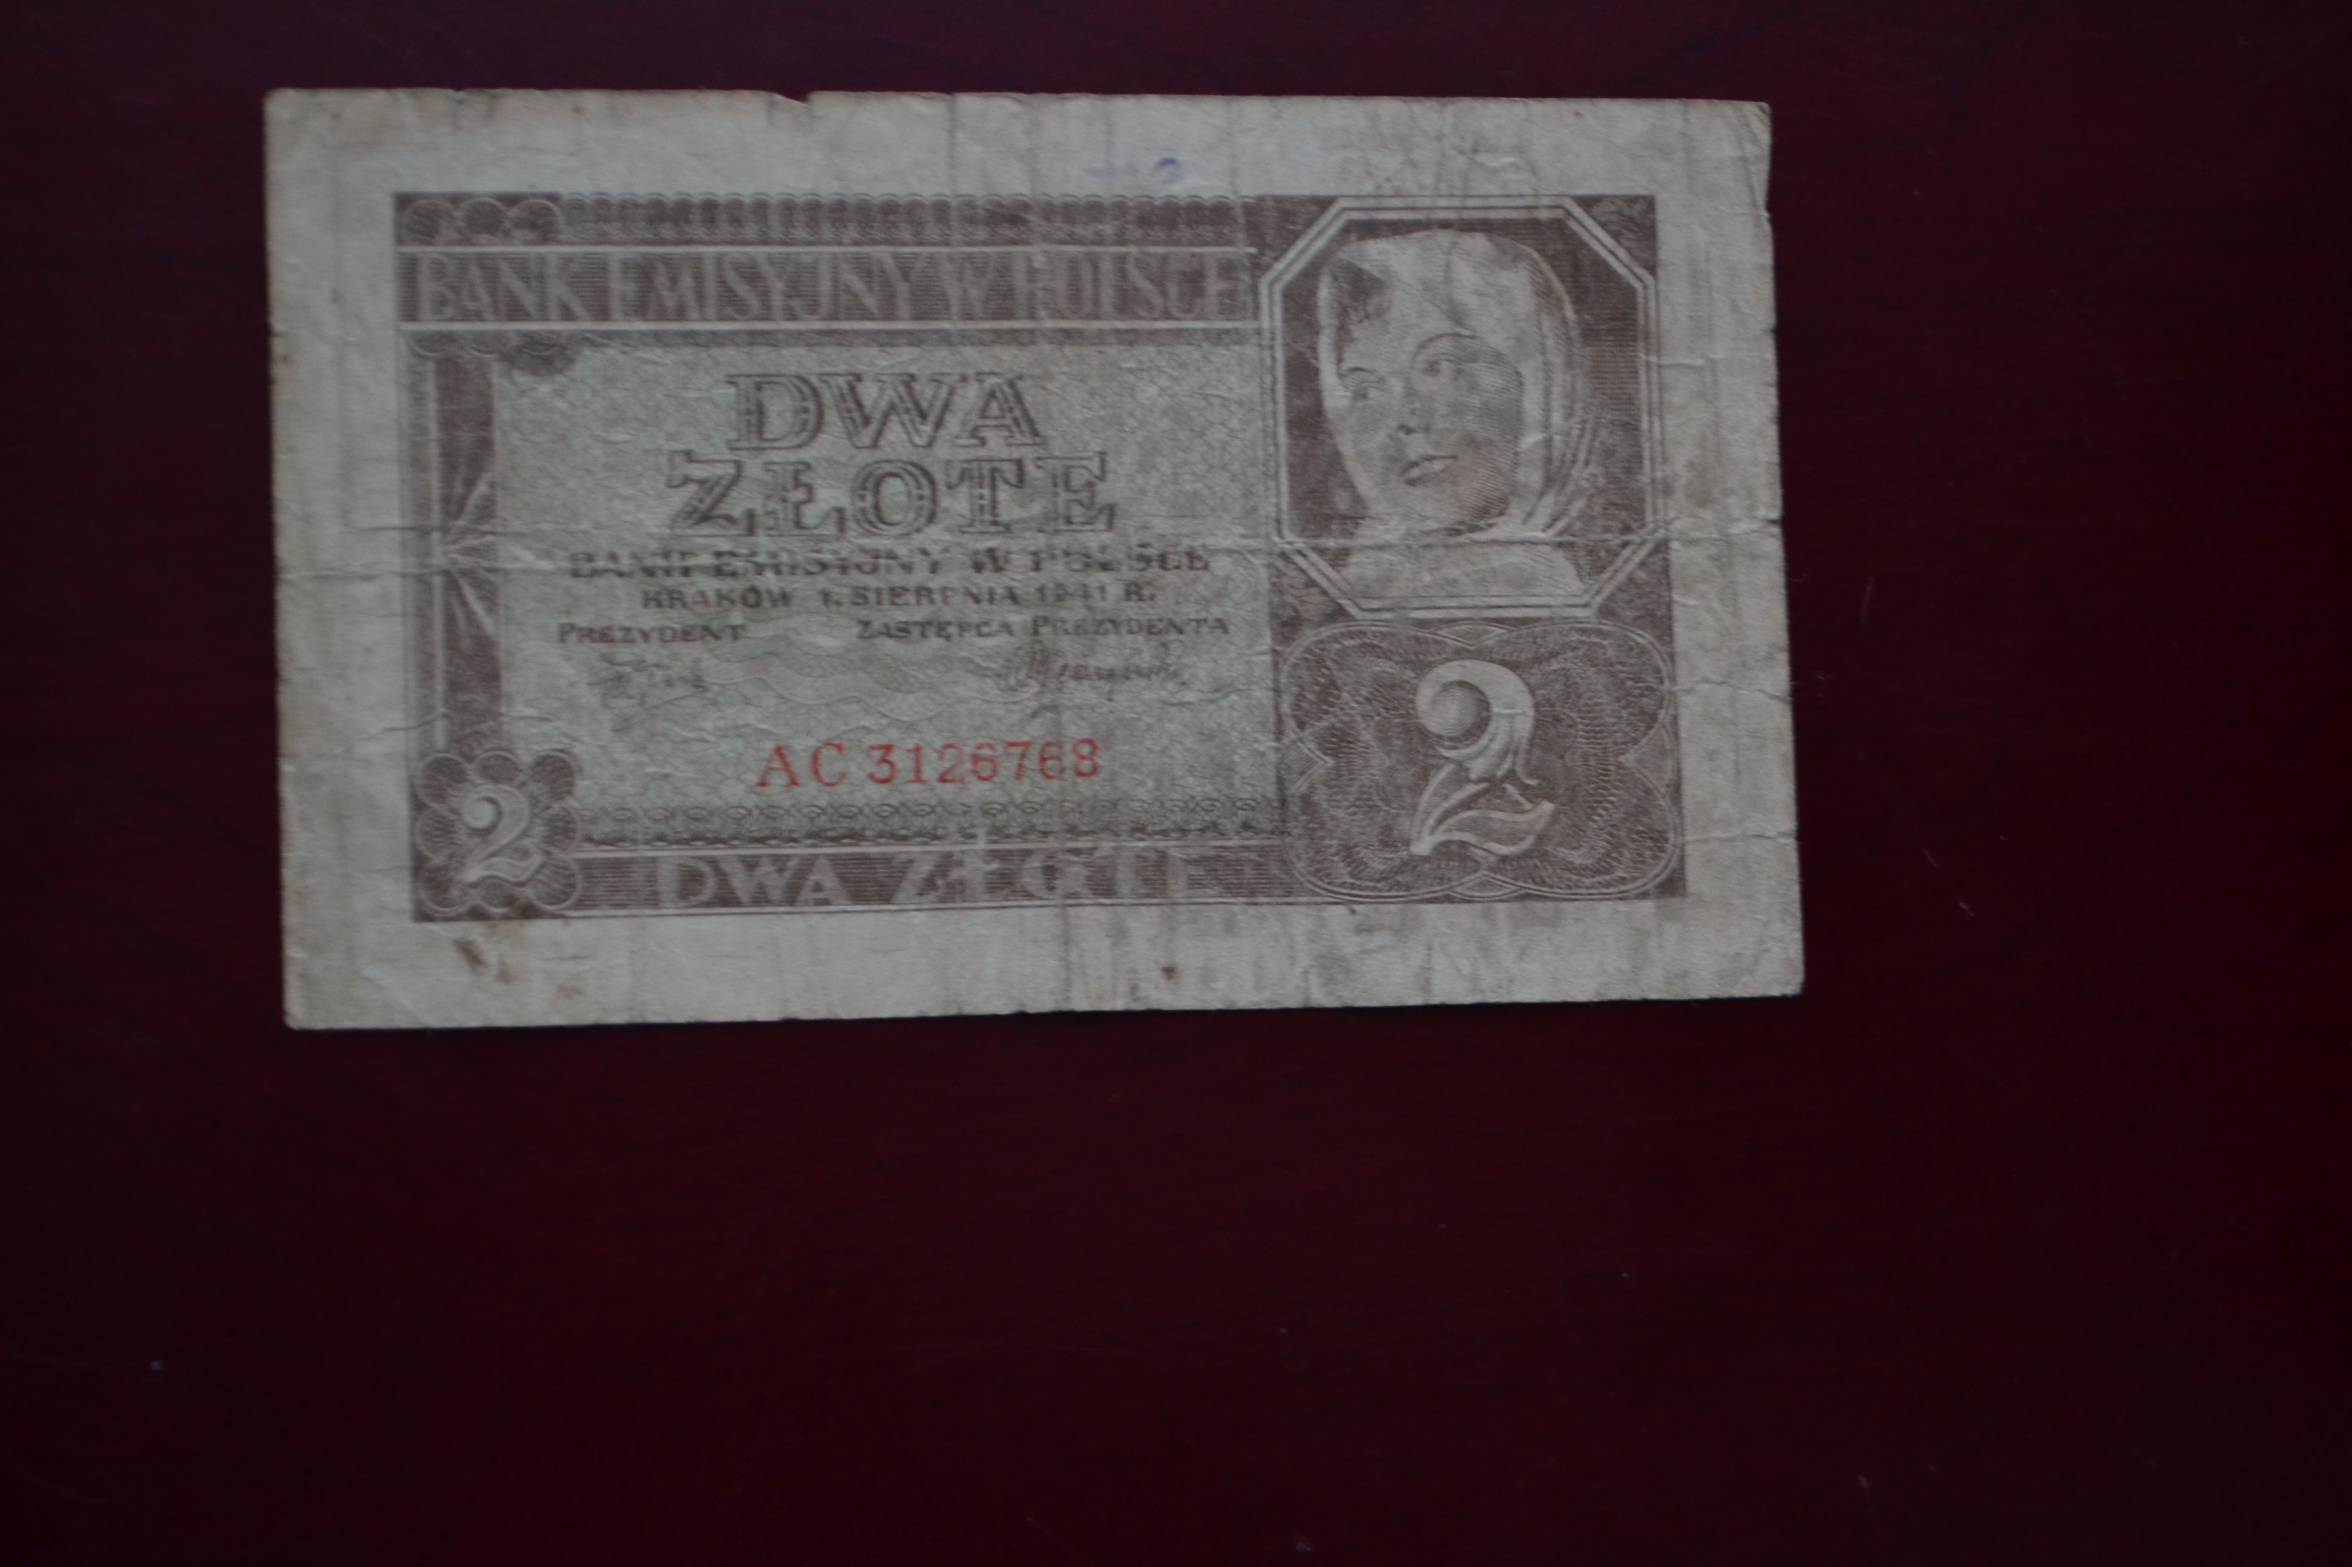 BANK EMISYJNY W POLSCE
DWA
ZŁOTE
BANK EMISYJNY W POLSCE
KRAKÓW 1. SIERPNIA 1941 R.
PREZYDENT ZASTĘPCA PREZYDENTA
AC 3126768
2
2
DWA ZŁOTE